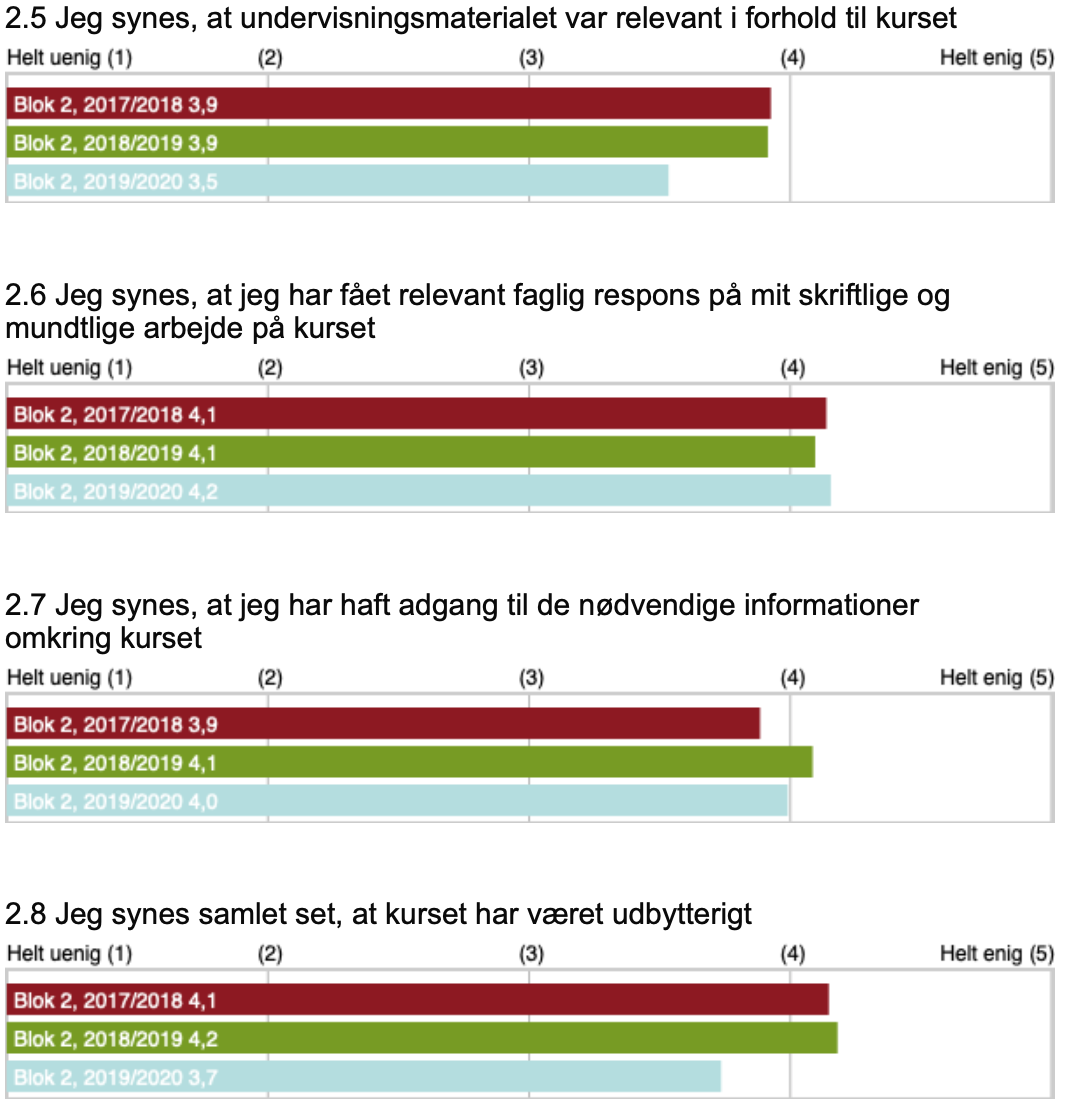 2.5 Jeg synes, at undervisningsmaterialet var relevant i forhold til kurset
Helt uenig (1) (2) (3) (4) Helt enig (5)
Blok 2, 2017/2018 3,9
Blok 2, 2018/2019 3,9
Blok 2, 2019/2020 3,5
2.6 Jeg synes, at jeg har fået relevant faglig respons på mit skriftlige og
mundtlige arbejde på kurset
Helt uenig (1) (2) (3) (4) Helt enig (5)
Blok 2, 2017/2018 4,1
Blok 2, 2018/2019 4,1
Blok 2, 2019/2020 4,2
2.7 Jeg synes, at jeg har haft adgang til de nødvendige informationer
omkring kurset
Helt uenig (1) (2) (3) (4) Helt enig (5)
Blok 2, 2017/2018 3,9
Blok 2, 2018/2019 4,1
Blok 2, 2019/2020 4,0
2.8 Jeg synes samlet set, at kurset har været udbytterigt
Helt uenig (1) (2) (3) (4) Helt enig (5)
Blok 2, 2017/2018 4,1
Blok 2, 2018/2019 4,2
Blok 2, 2019/2020 3,7